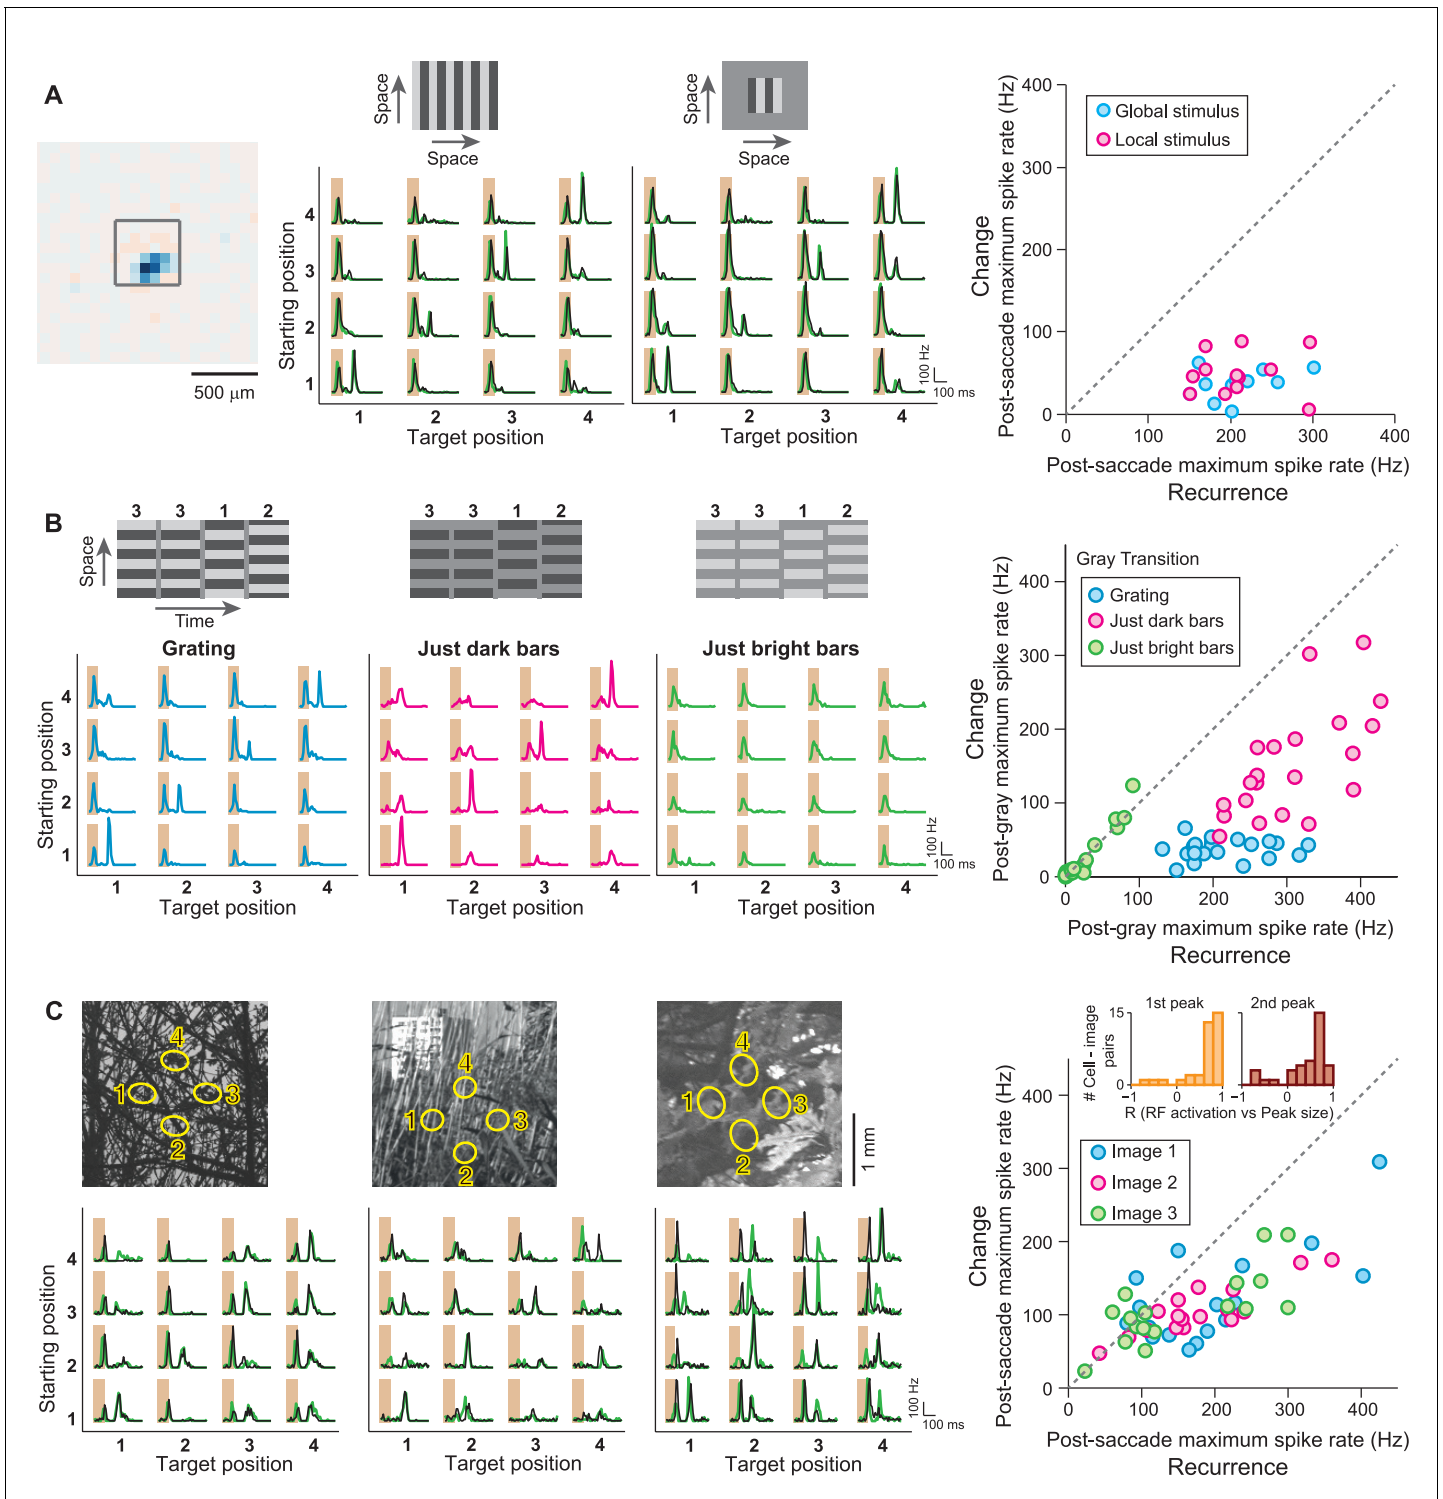 A
Space
Space
Space
Space
500 μm
Starting position
4
3
2
1
1 2 3 4
Target position
1 2 3 4
Target position
100 Hz
100 ms
Change
Post-saccade maximum spike rate (Hz)
400
300
200
100
0
Global stimulus
Local stimulus
0 100 200 300 400
Post-saccade maximum spike rate (Hz)
Recurrence
B
3 3 1 2
3 3 1 2
3 3 1 2
Space
Time
Grating
Just dark bars
Just bright bars
Starting position
4
3
2
1
1 2 3 4
Target position
1 2 3 4
Target position
1 2 3 4
Target position
100 Hz
100 ms
Change
Post-gray maximum spike rate (Hz)
Gray Transition
Grating
Just dark bars
Just bright bars
400
300
200
100
0
0 100 200 300 400
Post-gray maximum spike rate (Hz)
Recurrence
C
4
1 3
2
4
1 3
2
4
1 3
2
1 mm
Starting position
4
3
2
1
1 2 3 4
Target position
1 2 3 4
Target position
1 2 3 4
Target position
100 Hz
100 ms
# Cell - image
pairs
15
0
1st peak
2nd peak
−1 0 1
−1 0 1
R (RF activation vs Peak size)
Image 1
Image 2
Image 3
Change
Post-saccade maximum spike rate (Hz)
400
300
200
100
0
0 100 200 300 400
Post-saccade maximum spike rate (Hz)
Recurrence